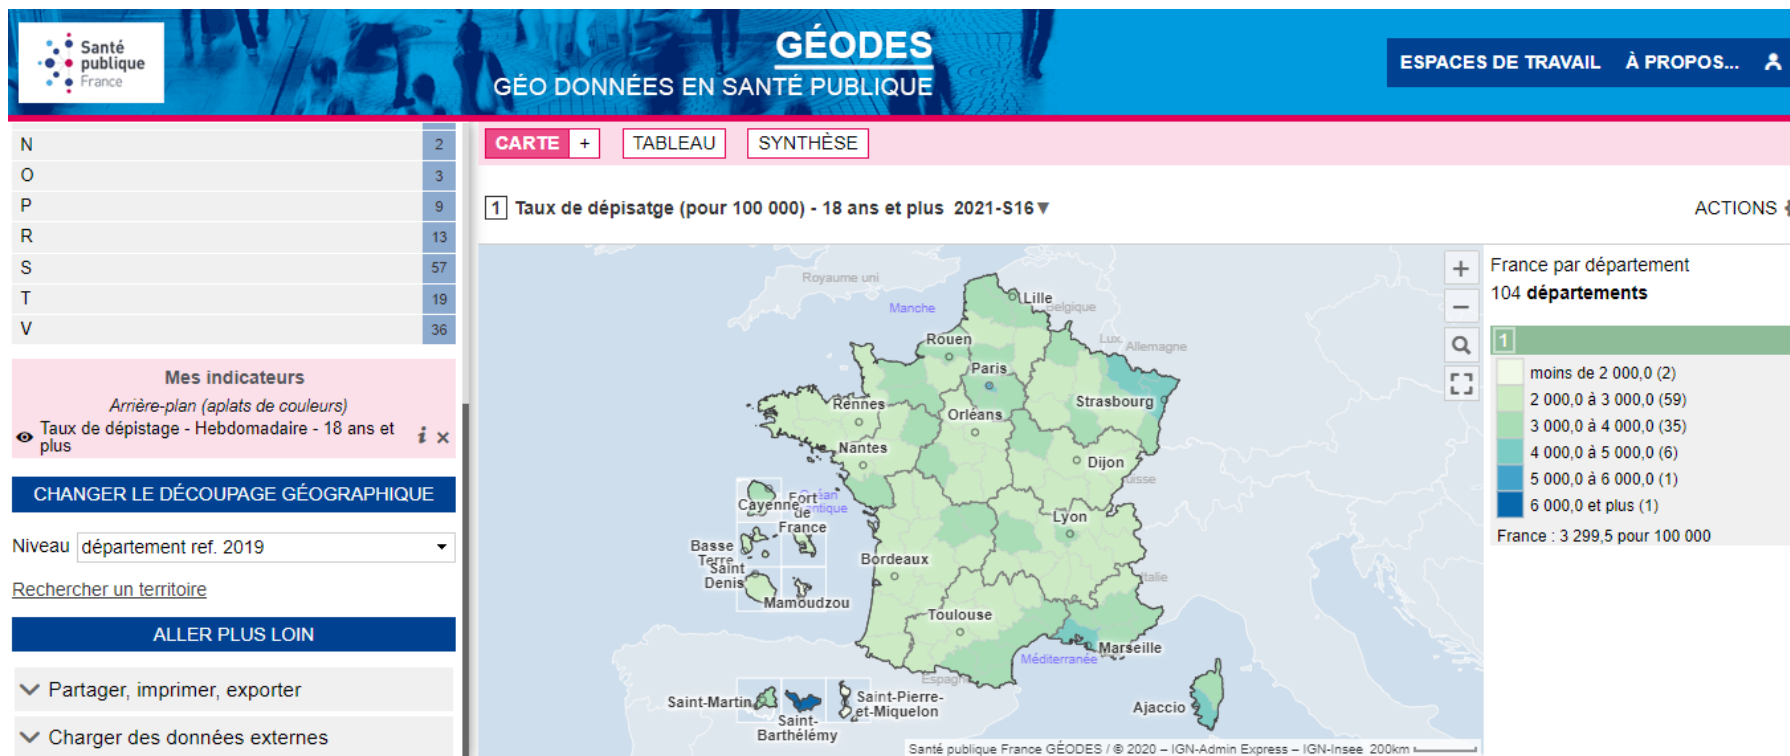 Santé
publique
France
GÉODES
GÉO DONNÉES EN SANTÉ PUBLIQUE
ESPACES DE TRAVAIL
À PROPOS...
N 2
O 3
P 9
R 13
S 57
T 19
V 36
Mes indicateurs
Arrière-plan (aplats de couleurs)
Taux de dépistage - Hebdomadaire - 18 ans et
plus
i ×
CHANGER LE DÉCOUPAGE GÉOGRAPHIQUE
Niveau département ref. 2019
Rechercher un territoire
ALLER PLUS LOIN
Partager, imprimer, exporter
Charger des données externes
CARTE +
TABLEAU
SYNTHÈSE
1 Taux de dépisatge (pour 100 000) - 18 ans et plus 2021-S16
ACTIONS
Royaume uni
Manche
Lille
Belgique
Rouen
Lux.
Allemagne
Paris
Rennes
Orléans
Strasbourg
Nantes
Dijon
Cayenne
Fort
de
France
Lyon
Basse
Terre
Saint
Denis
Bordeaux
Italie
Mamoudzou
Toulouse
Marseille
Méditerranée
Saint-Martin
Saint-
Barthélémy
Saint-Pierre-
et-Miquelon
Ajaccio
Santé publique France GÉODES / © 2020 – IGN-Admin Express – IGN-Insee 200km
+
−
France par département
104 départements
1
moins de 2 000,0 (2)
2 000,0 à 3 000,0 (59)
3 000,0 à 4 000,0 (35)
4 000,0 à 5 000,0 (6)
5 000,0 à 6 000,0 (1)
6 000,0 et plus (1)
France : 3 299,5 pour 100 000